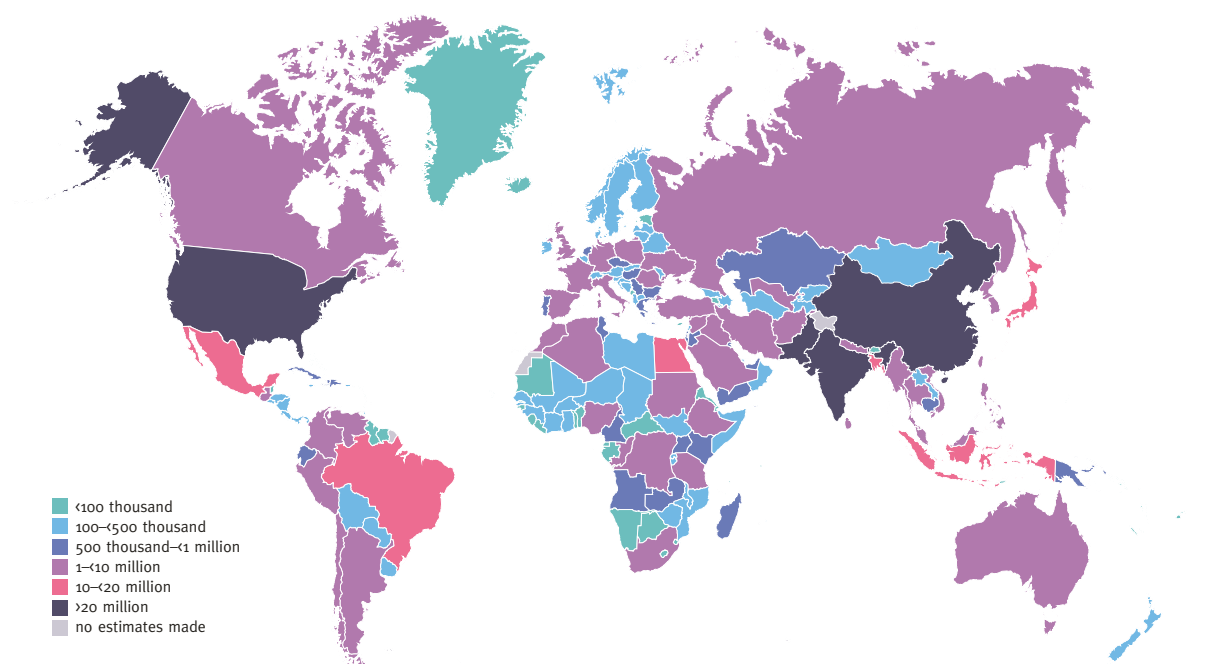 <100 thousand
100–<500 thousand
500 thousand–<1 million
1–<10 million
10–<20 million
>20 million
no estimates made